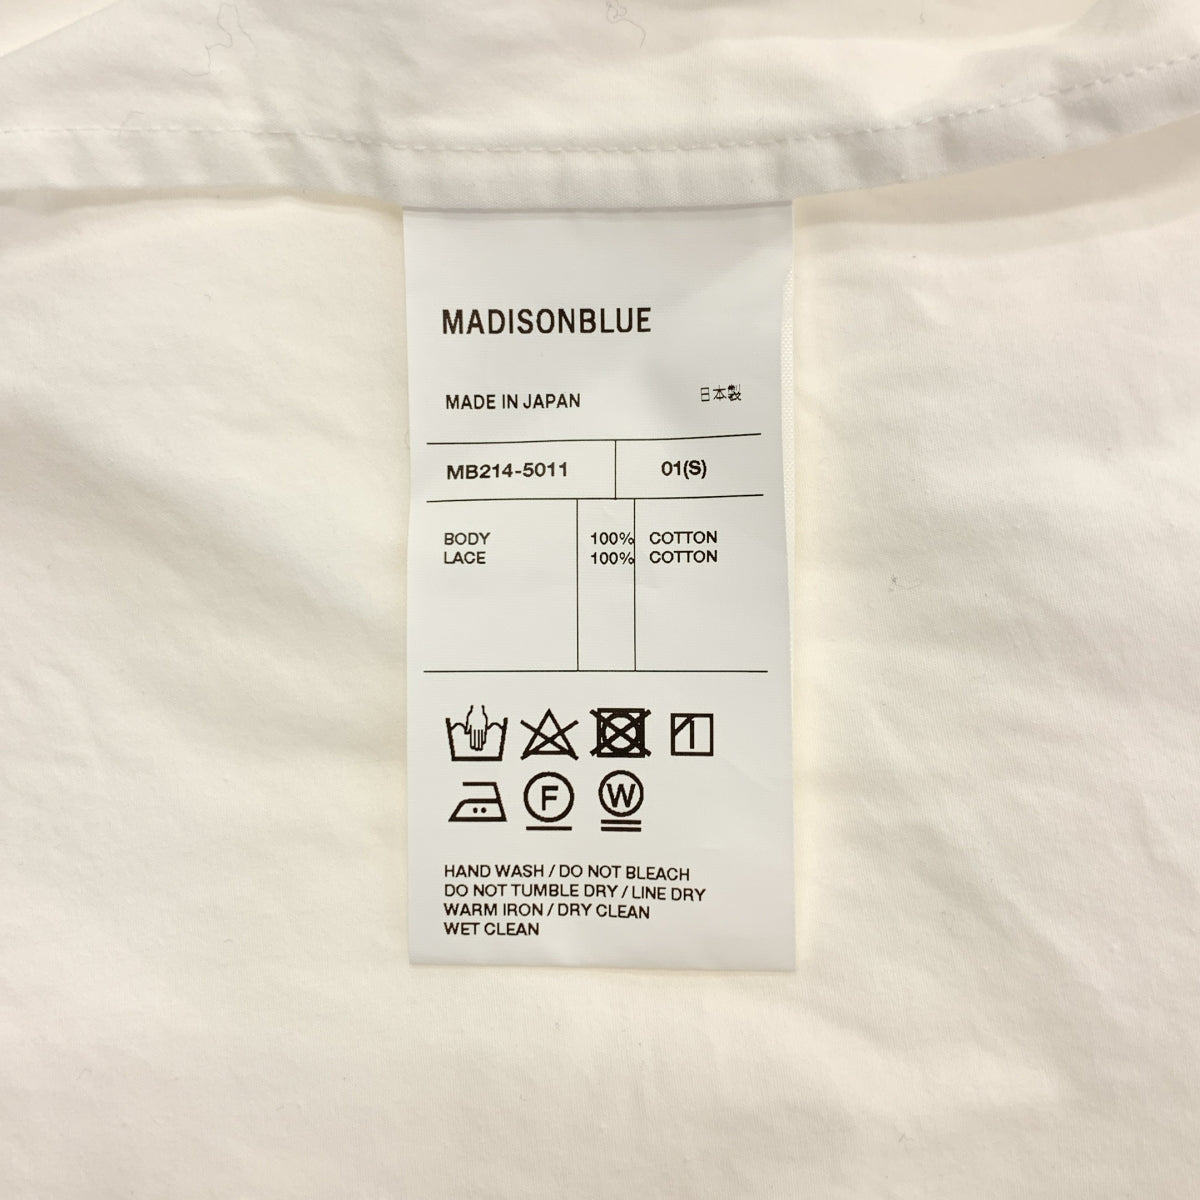 MADISONBLUE
MADE IN JAPAN 日本製
MB214-5011 01(S)
BODY 100% COTTON
LACE 100% COTTON
F W
HAND WASH / DO NOT BLEACH
DO NOT TUMBLE DRY / LINE DRY
WARM IRON / DRY CLEAN
WET CLEAN